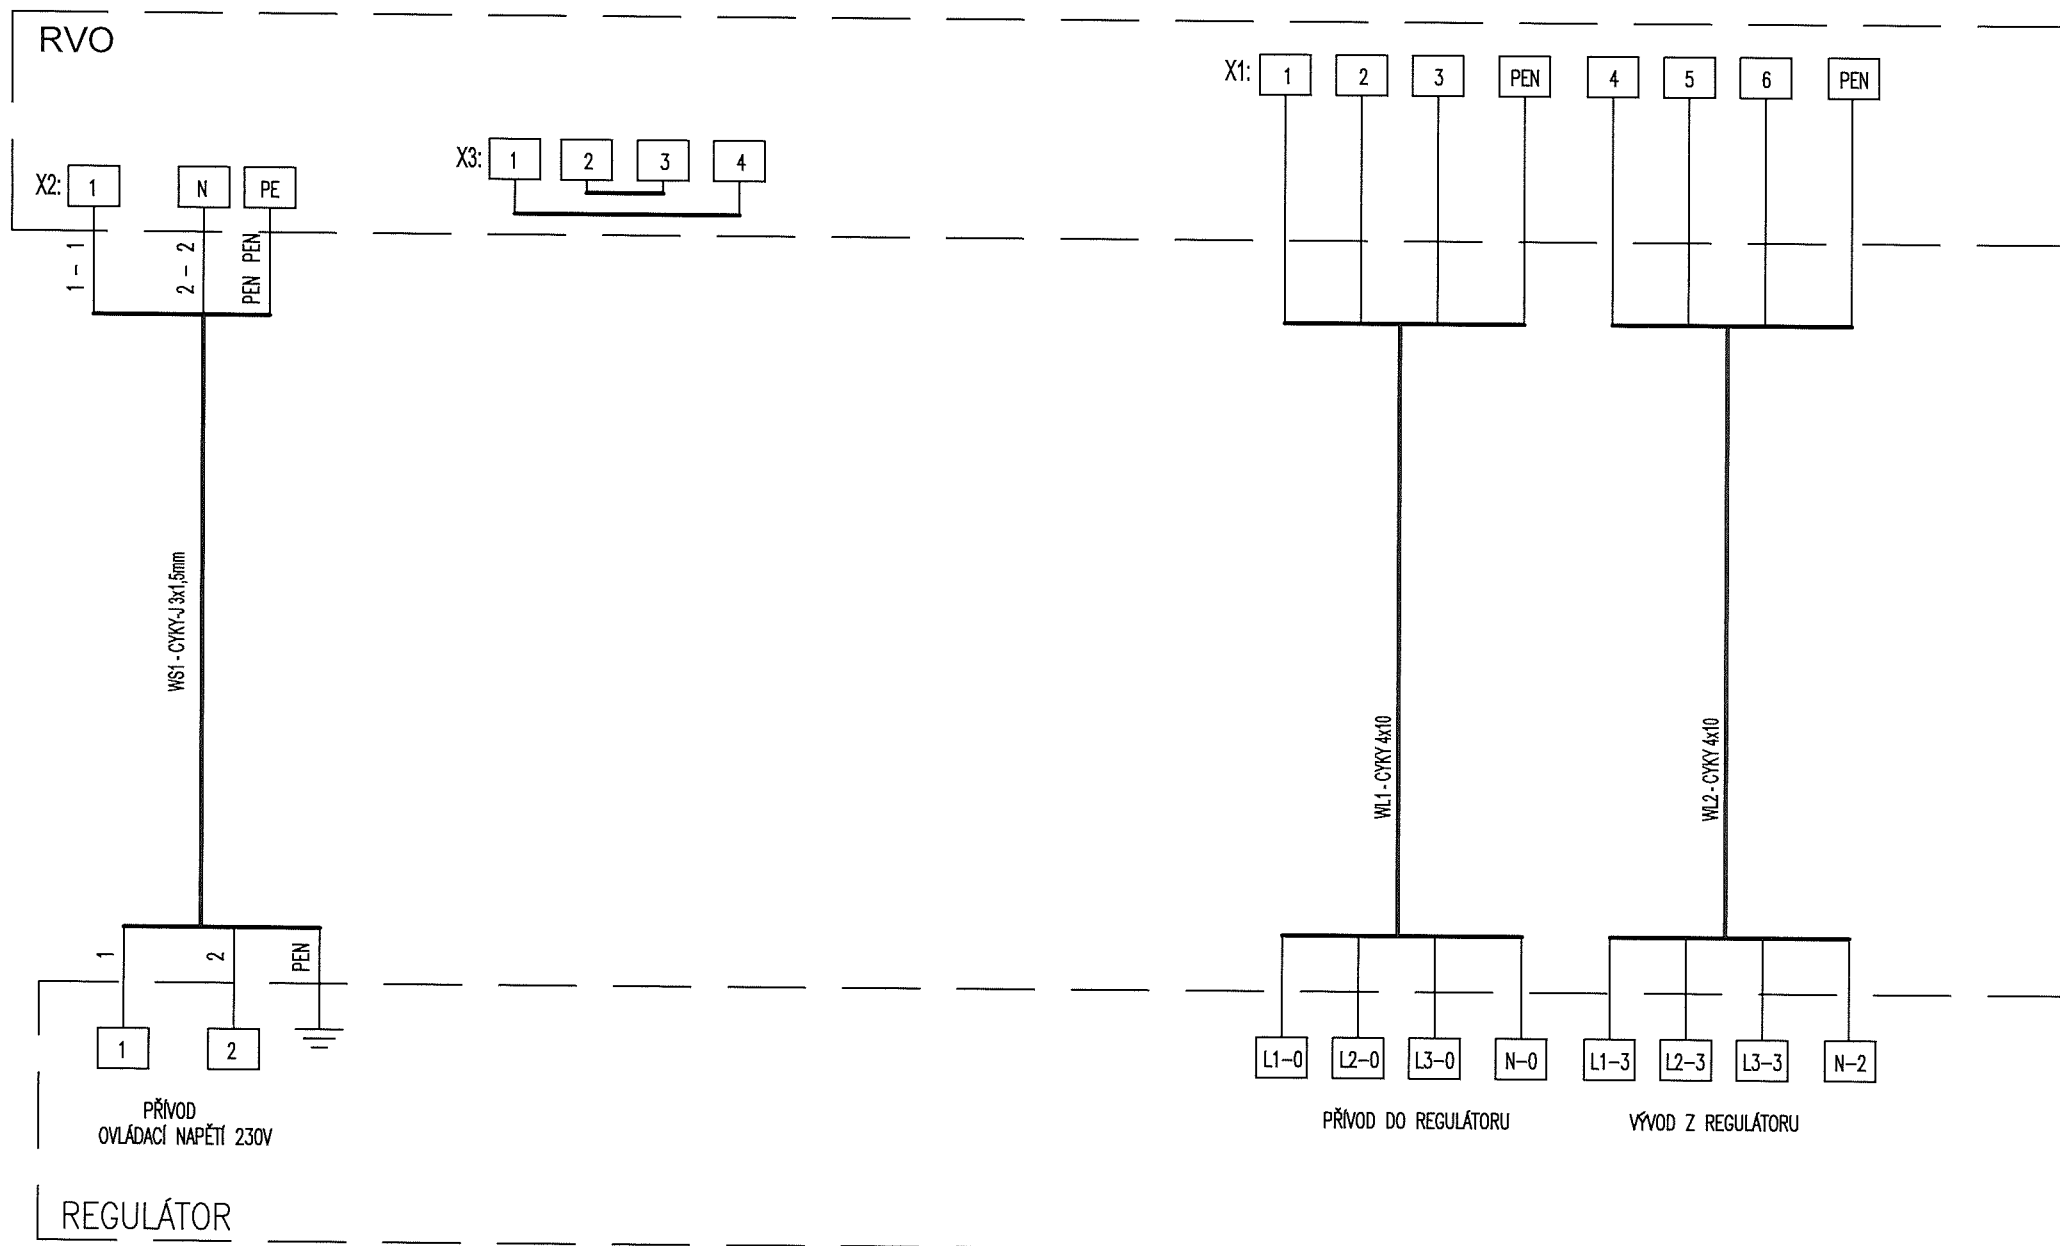 RVO
X1: 1 2 3 PEN 4 5 6 PEN
X3: 1 2 3 4
X2: 1 N PE
1 - 1
2 - 2
PEN PEN
WS1 - CYKY-J 3x1,5mm
WL1 - CYKY 4x10
WL2 - CYKY 4x10
1
2
PEN
1 2
L1-0 L2-0 L3-0 N-0 L1-3 L2-3 L3-3 N-2
PŘÍVOD
OVLÁDACÍ NAPĚTÍ 230V
PŘÍVOD DO REGULÁTORU
VÝVOD Z REGULÁTORU
REGULÁTOR